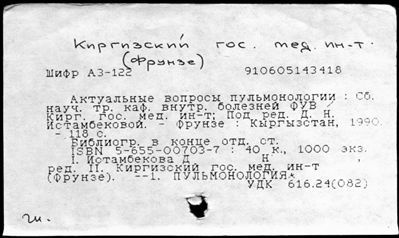 Киргизский гос. мед. ин-т.
(Фрунзе)
Шифр А3-122 910605143418
Актуальные вопросы пульмонологии : Сб.
науч. тр. каф. внутр. болезней ФУВ /
Кирг. гос. мед. ин-т; Под ред. Д. Н.
Истамбековой. - Фрунзе : Кыргызстан, 1990.
- 118 с.
Библиогр. в конце отд. ст.
ISBN 5-655-00703-7 : 40 к., 1000 экз.
I. Истамбекова Д Н ,
ред. II. Киргизский гос. мед. ин-т
(Фрунзе). --1. ПУЛЬМОНОЛОГИЯ*
УДК 616.24(082)